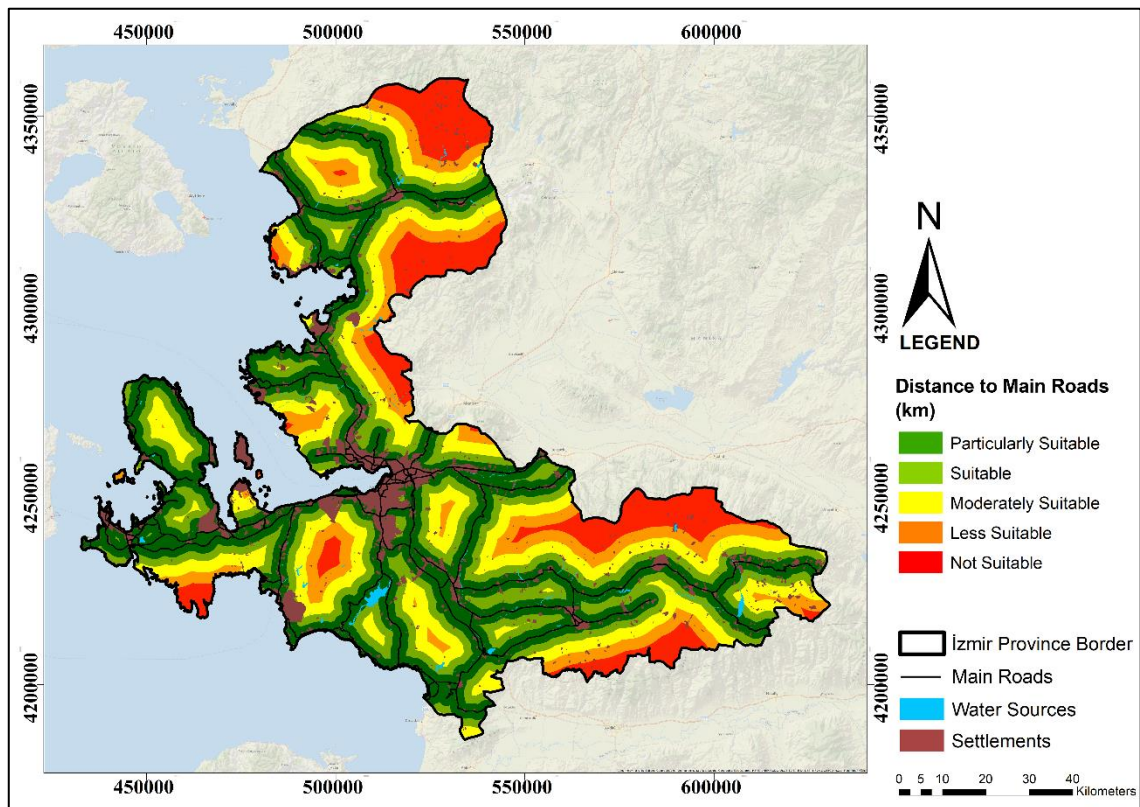 450000 500000 550000 600000
4350000 4350000
4300000 4300000
4250000 4250000
4200000 4200000
450000 500000 550000 600000
N
LEGEND
Distance to Main Roads
(km)
Particularly Suitable
Suitable
Moderately Suitable
Less Suitable
Not Suitable
İzmir Province Border
Main Roads
Water Sources
Settlements
0 5 10 20 30 40
Kilometers